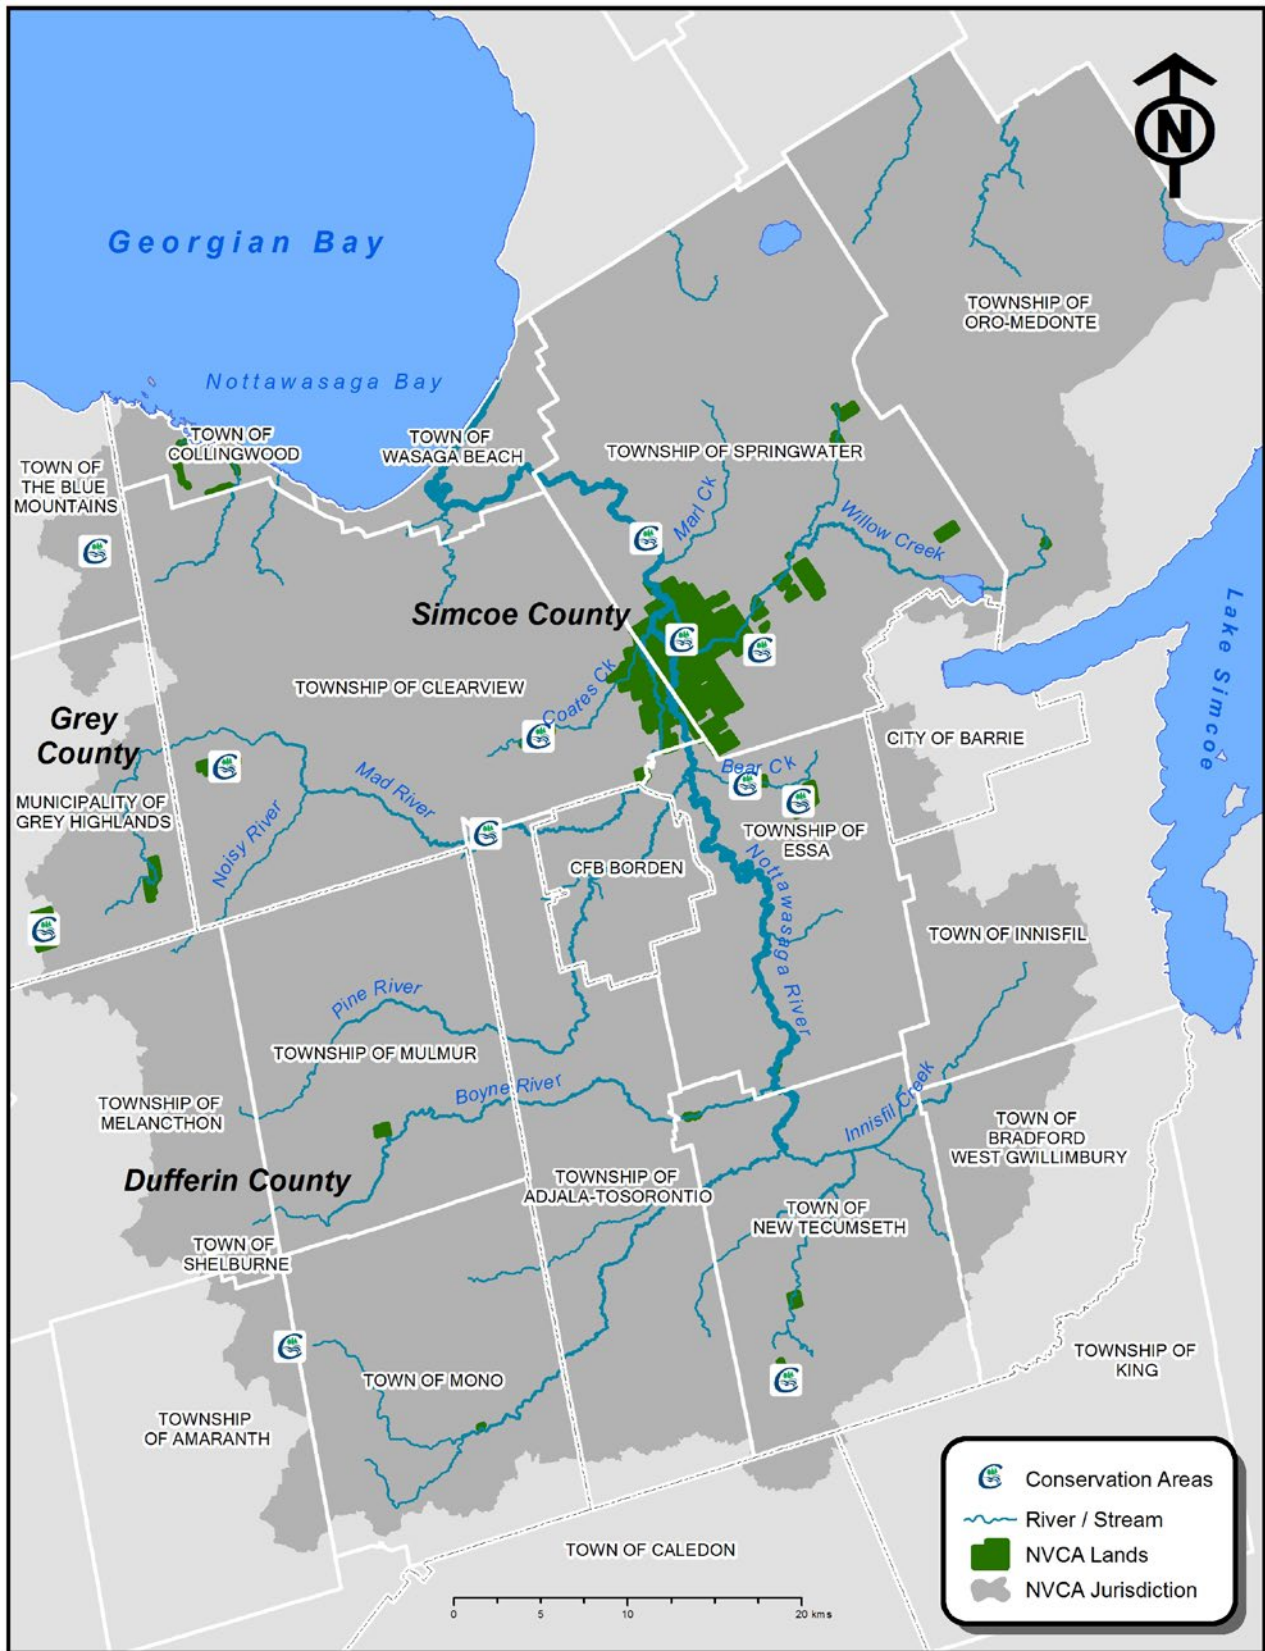 N
Georgian Bay
Nottawasaga Bay
TOWNSHIP OF
ORO-MEDONTE
TOWN OF
COLLINGWOOD
TOWN OF
WASAGA BEACH
TOWNSHIP OF SPRINGWATER
TOWN OF
THE BLUE
MOUNTAINS
Marl Ck
Willow Creek
Simcoe County
Lake Simcoe
TOWNSHIP OF CLEARVIEW
Coates Ck
Grey
County
CITY OF BARRIE
Bear Ck
MUNICIPALITY OF
GREY HIGHLANDS
Mad River
Noisy River
TOWNSHIP OF
ESSA
CFB BORDEN
Nottawasaga River
TOWN OF INNISFIL
Pine River
TOWNSHIP OF MULMUR
Boyne River
Innisfil Creek
TOWNSHIP OF
MELANCTHON
TOWN OF
BRADFORD
WEST GWILLIMBURY
Dufferin County
TOWNSHIP OF
ADJALA-TOSORONTIO
TOWN OF
NEW TECUMSETH
TOWN OF
SHELBURNE
TOWNSHIP OF
KING
TOWN OF MONO
TOWNSHIP
OF AMARANTH
TOWN OF CALEDON
Conservation Areas
River / Stream
NVCA Lands
NVCA Jurisdiction
0 5 10 20 kms